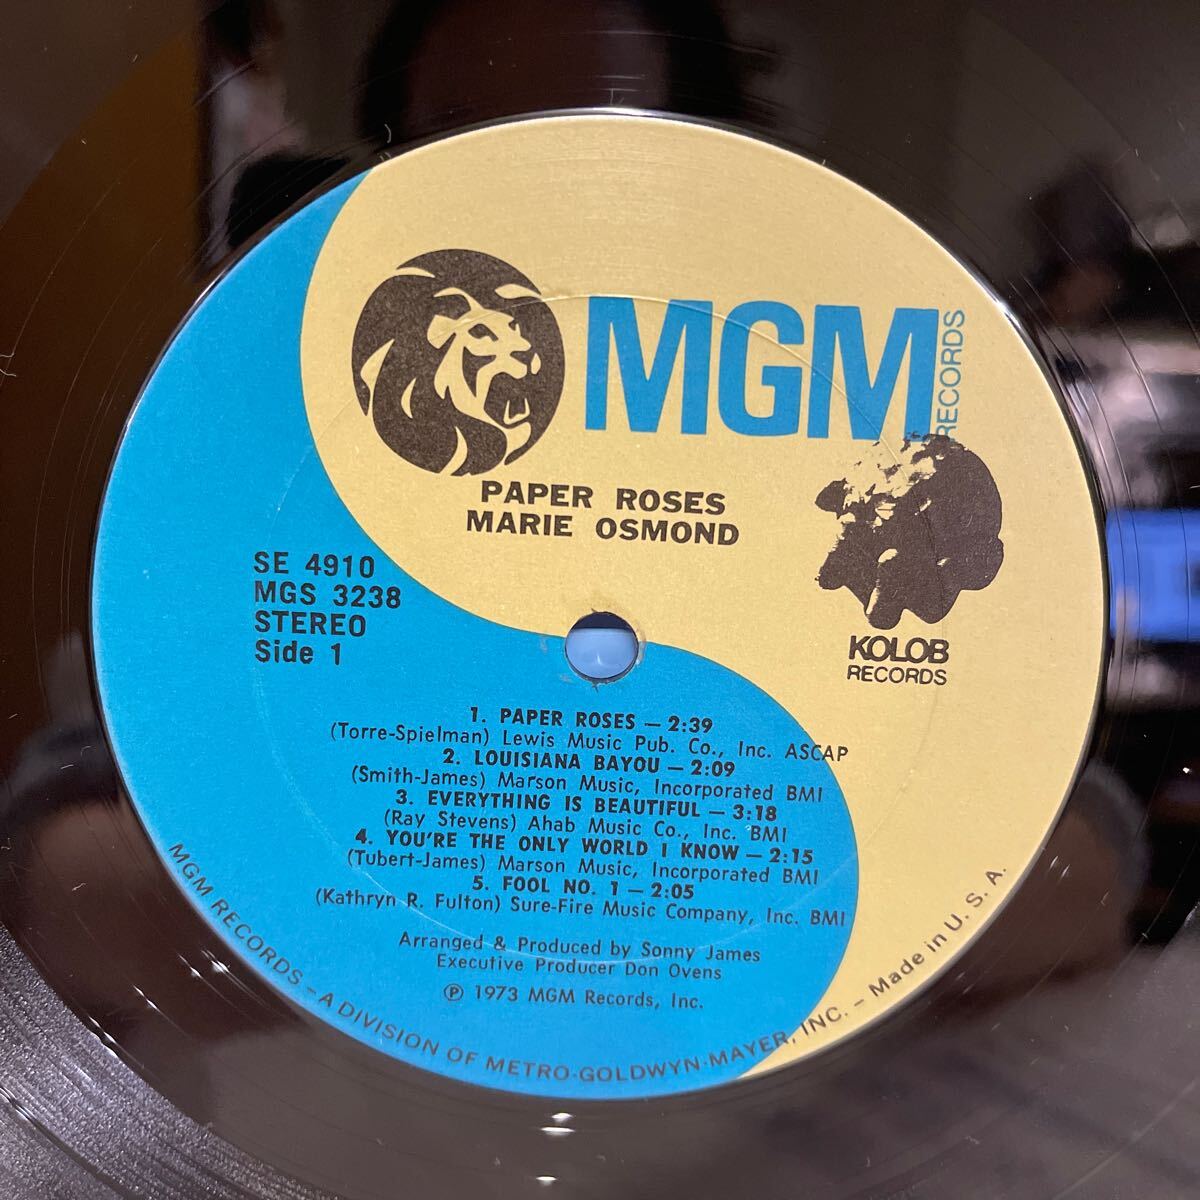 MGM
RECORDS
PAPER ROSES
MARIE OSMOND
KOLOB
RECORDS
SE 4910
MGS 3238
STEREO
Side 1
1. PAPER ROSES — 2:39
(Torre-Spielman) Lewis Music Pub. Co., Inc. ASCAP
2. LOUISIANA BAYOU — 2:09
(Smith-James) Marson Music, Incorporated BMI
3. EVERYTHING IS BEAUTIFUL — 3:18
(Ray Stevens) Ahab Music Co., Inc. BMI
4. YOU'RE THE ONLY WORLD I KNOW — 2:15
(Tubert-James) Marson Music, Incorporated BMI
5. FOOL NO. 1 — 2:05
(Kathryn R. Fulton) Sure-Fire Music Company, Inc. BMI
Arranged & Produced by Sonny James
Executive Producer Don Ovens
℗ 1973 MGM Records, Inc.
MGM RECORDS – A DIVISION OF METRO-GOLDWYN-MAYER, INC. – Made in U. S. A.